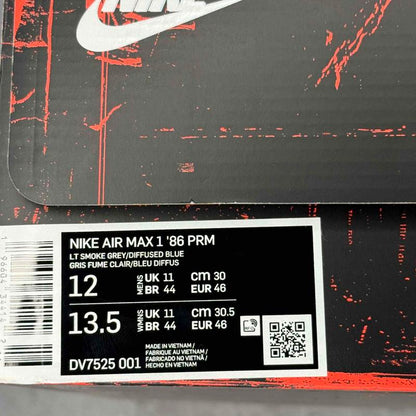 NIKE
NIKE AIR MAX 1 '86 PRM
LT SMOKE GREY/DIFFUSED BLUE
GRIS FUME CLAIR/BLEU DIFFUS
12 MENS UK 11 CM 30
BR 44 EUR 46
13.5 WMNS UK 11 CM 30.5
BR 44 EUR 46
DV7525 001
MADE IN VIETNAM /
FABRIQUE AU VIETNAM /
FABRICADO NO VIETNÃ /
HECHO EN VIETNAM